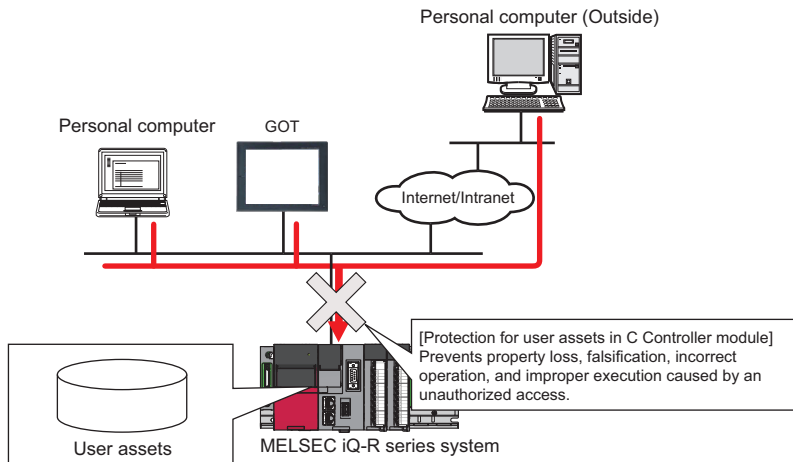 Personal computer (Outside)
Personal computer
GOT
Internet/Intranet
[Protection for user assets in C Controller module]
Prevents property loss, falsification, incorrect
operation, and improper execution caused by an
unauthorized access.
User assets
MELSEC iQ-R series system